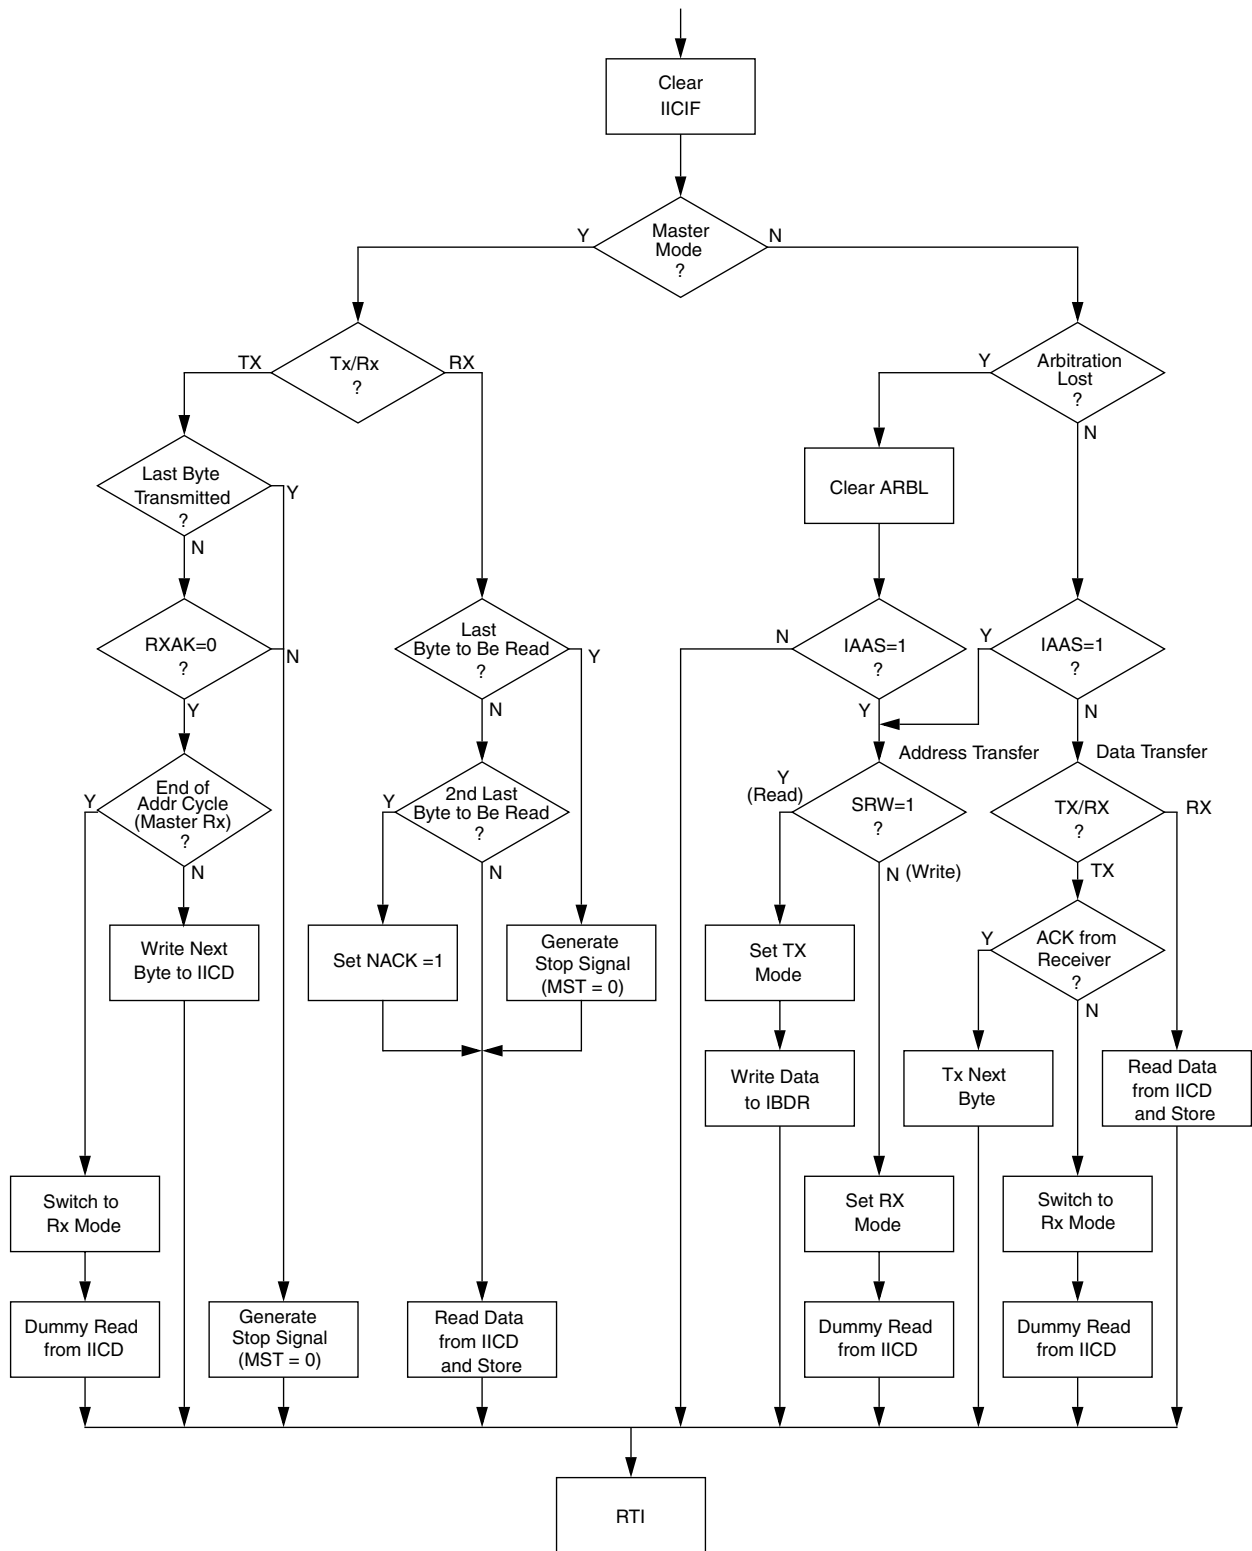 Clear
IICIF
Master
Mode
?
Y
N
Tx/Rx
?
TX
RX
Arbitration
Lost
?
Y
N
Last Byte
Transmitted
?
Y
N
Clear ARBL
RXAK=0
?
N
Y
Last
Byte to Be Read
?
Y
N
IAAS=1
?
N
Y
IAAS=1
?
Y
N
Address Transfer
Data Transfer
End of
Addr Cycle
(Master Rx)
?
Y
N
2nd Last
Byte to Be Read
?
Y
N
Y
(Read)
SRW=1
?
N (Write)
TX/RX
?
RX
TX
Write Next
Byte to IICD
Set NACK =1
Generate
Stop Signal
(MST = 0)
Set TX
Mode
Y
ACK from
Receiver
?
N
Write Data
to IBDR
Tx Next
Byte
Read Data
from IICD
and Store
Switch to
Rx Mode
Set RX
Mode
Switch to
Rx Mode
Dummy Read
from IICD
Generate
Stop Signal
(MST = 0)
Read Data
from IICD
and Store
Dummy Read
from IICD
Dummy Read
from IICD
RTI